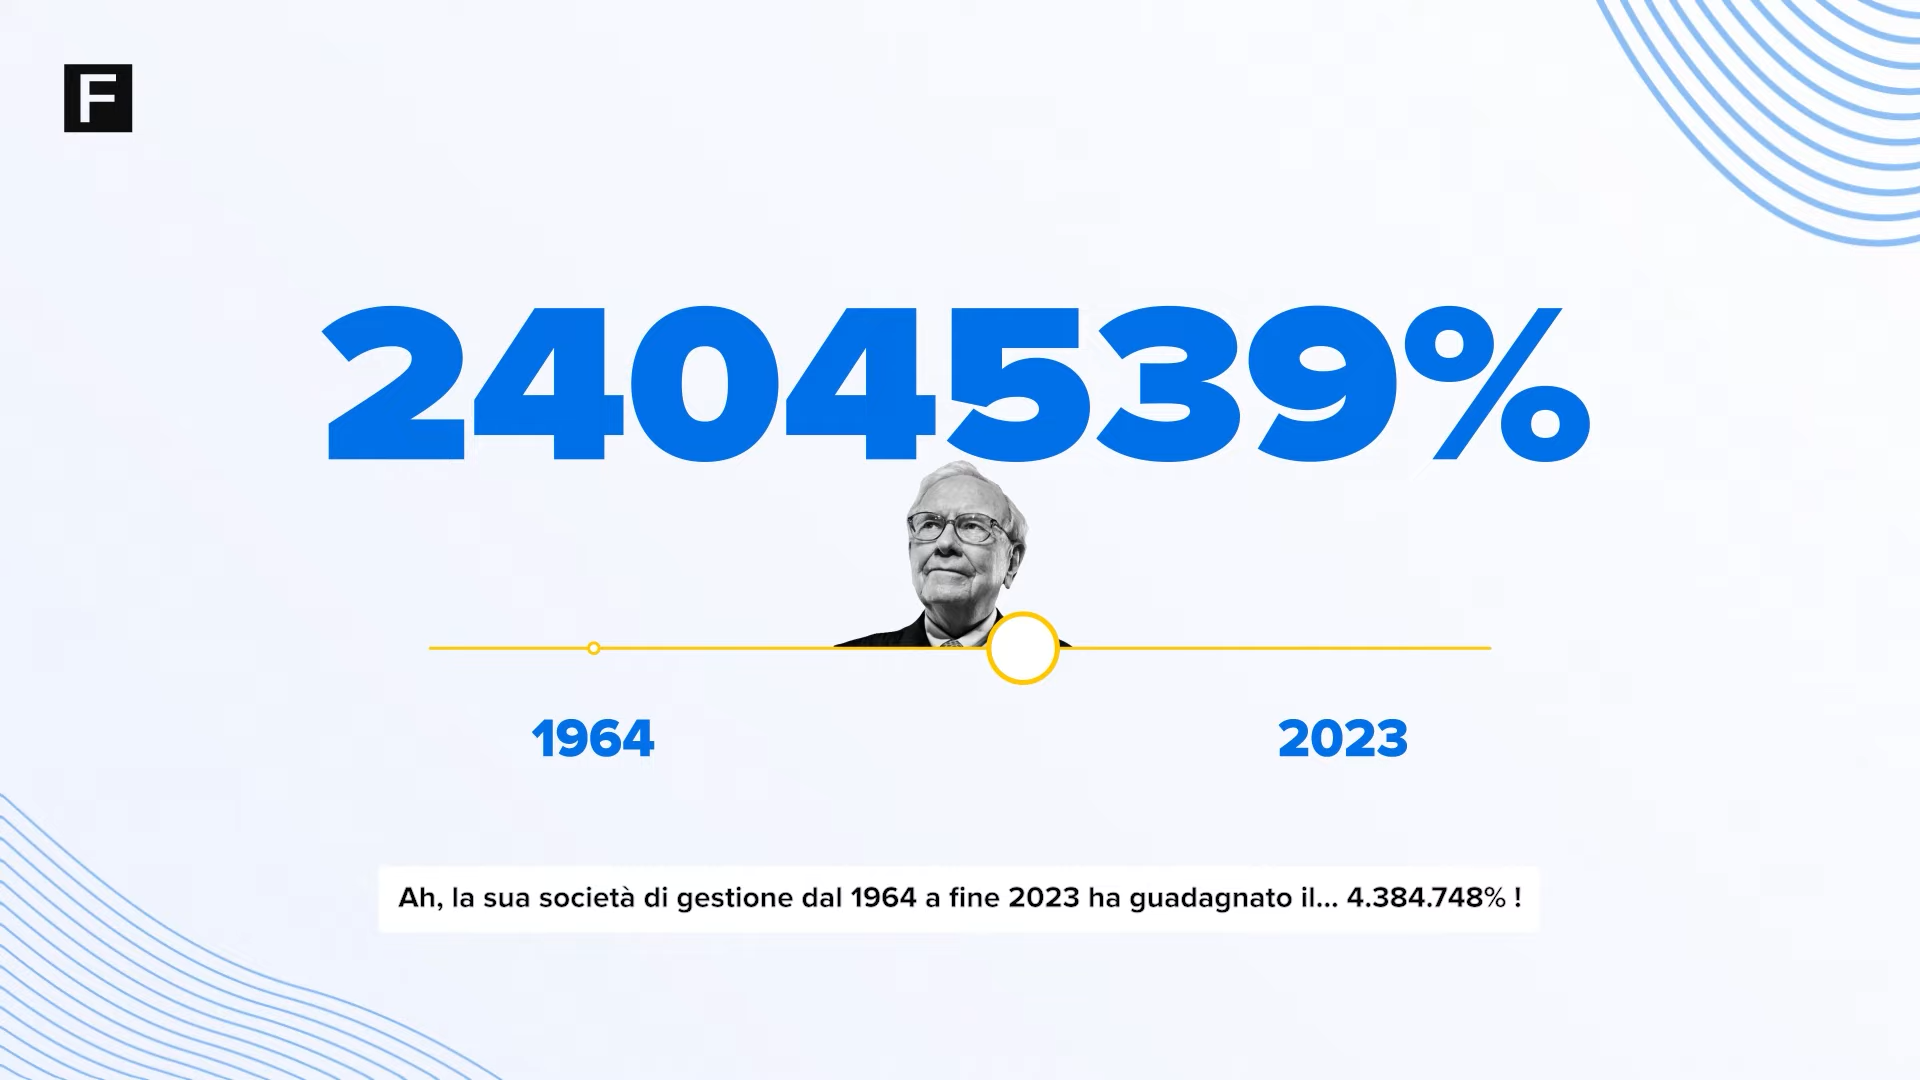 F
2404539%
1964
2023
Ah, la sua società di gestione dal 1964 a fine 2023 ha guadagnato il... 4.384.748% !